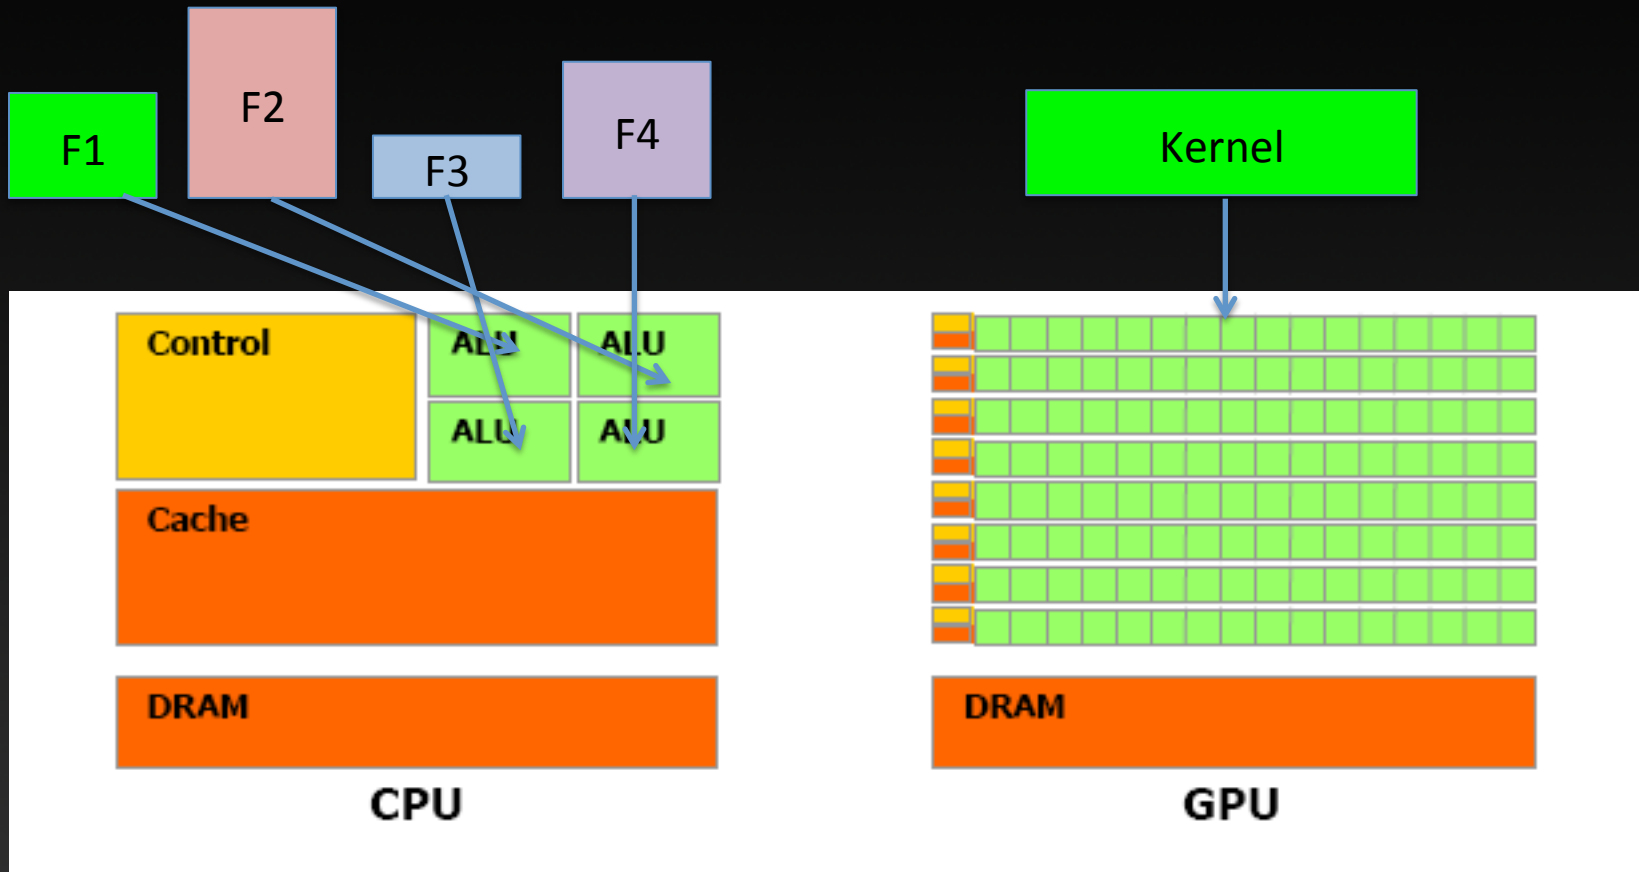 F1
F2
F3
F4
Kernel
Control
ALU
ALU
ALU
ALU
Cache
DRAM
DRAM
CPU
GPU